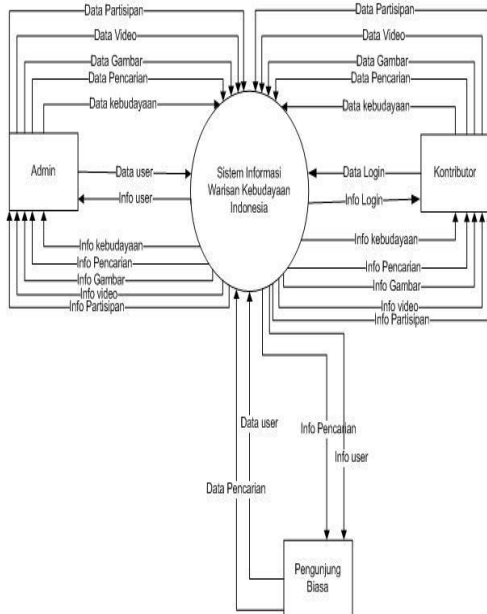 Data Partisipan
Data Video
Data Gambar
Data Pencarian
Data kebudayaan
Admin
Data user
Info user
Info kebudayaan
Info Pencarian
Info Gambar
Info video
Info Partisipan
Sistem Informasi
Warisan Kebudayaan
Indonesia
Data Partisipan
Data Video
Data Gambar
Data Pencarian
Data kebudayaan
Kontributor
Data Login
Info Login
Info kebudayaan
Info Pencarian
Info Gambar
Info video
Info Partisipan
Data user
Data Pencarian
Info Pencarian
Info user
Pengunjung
Biasa